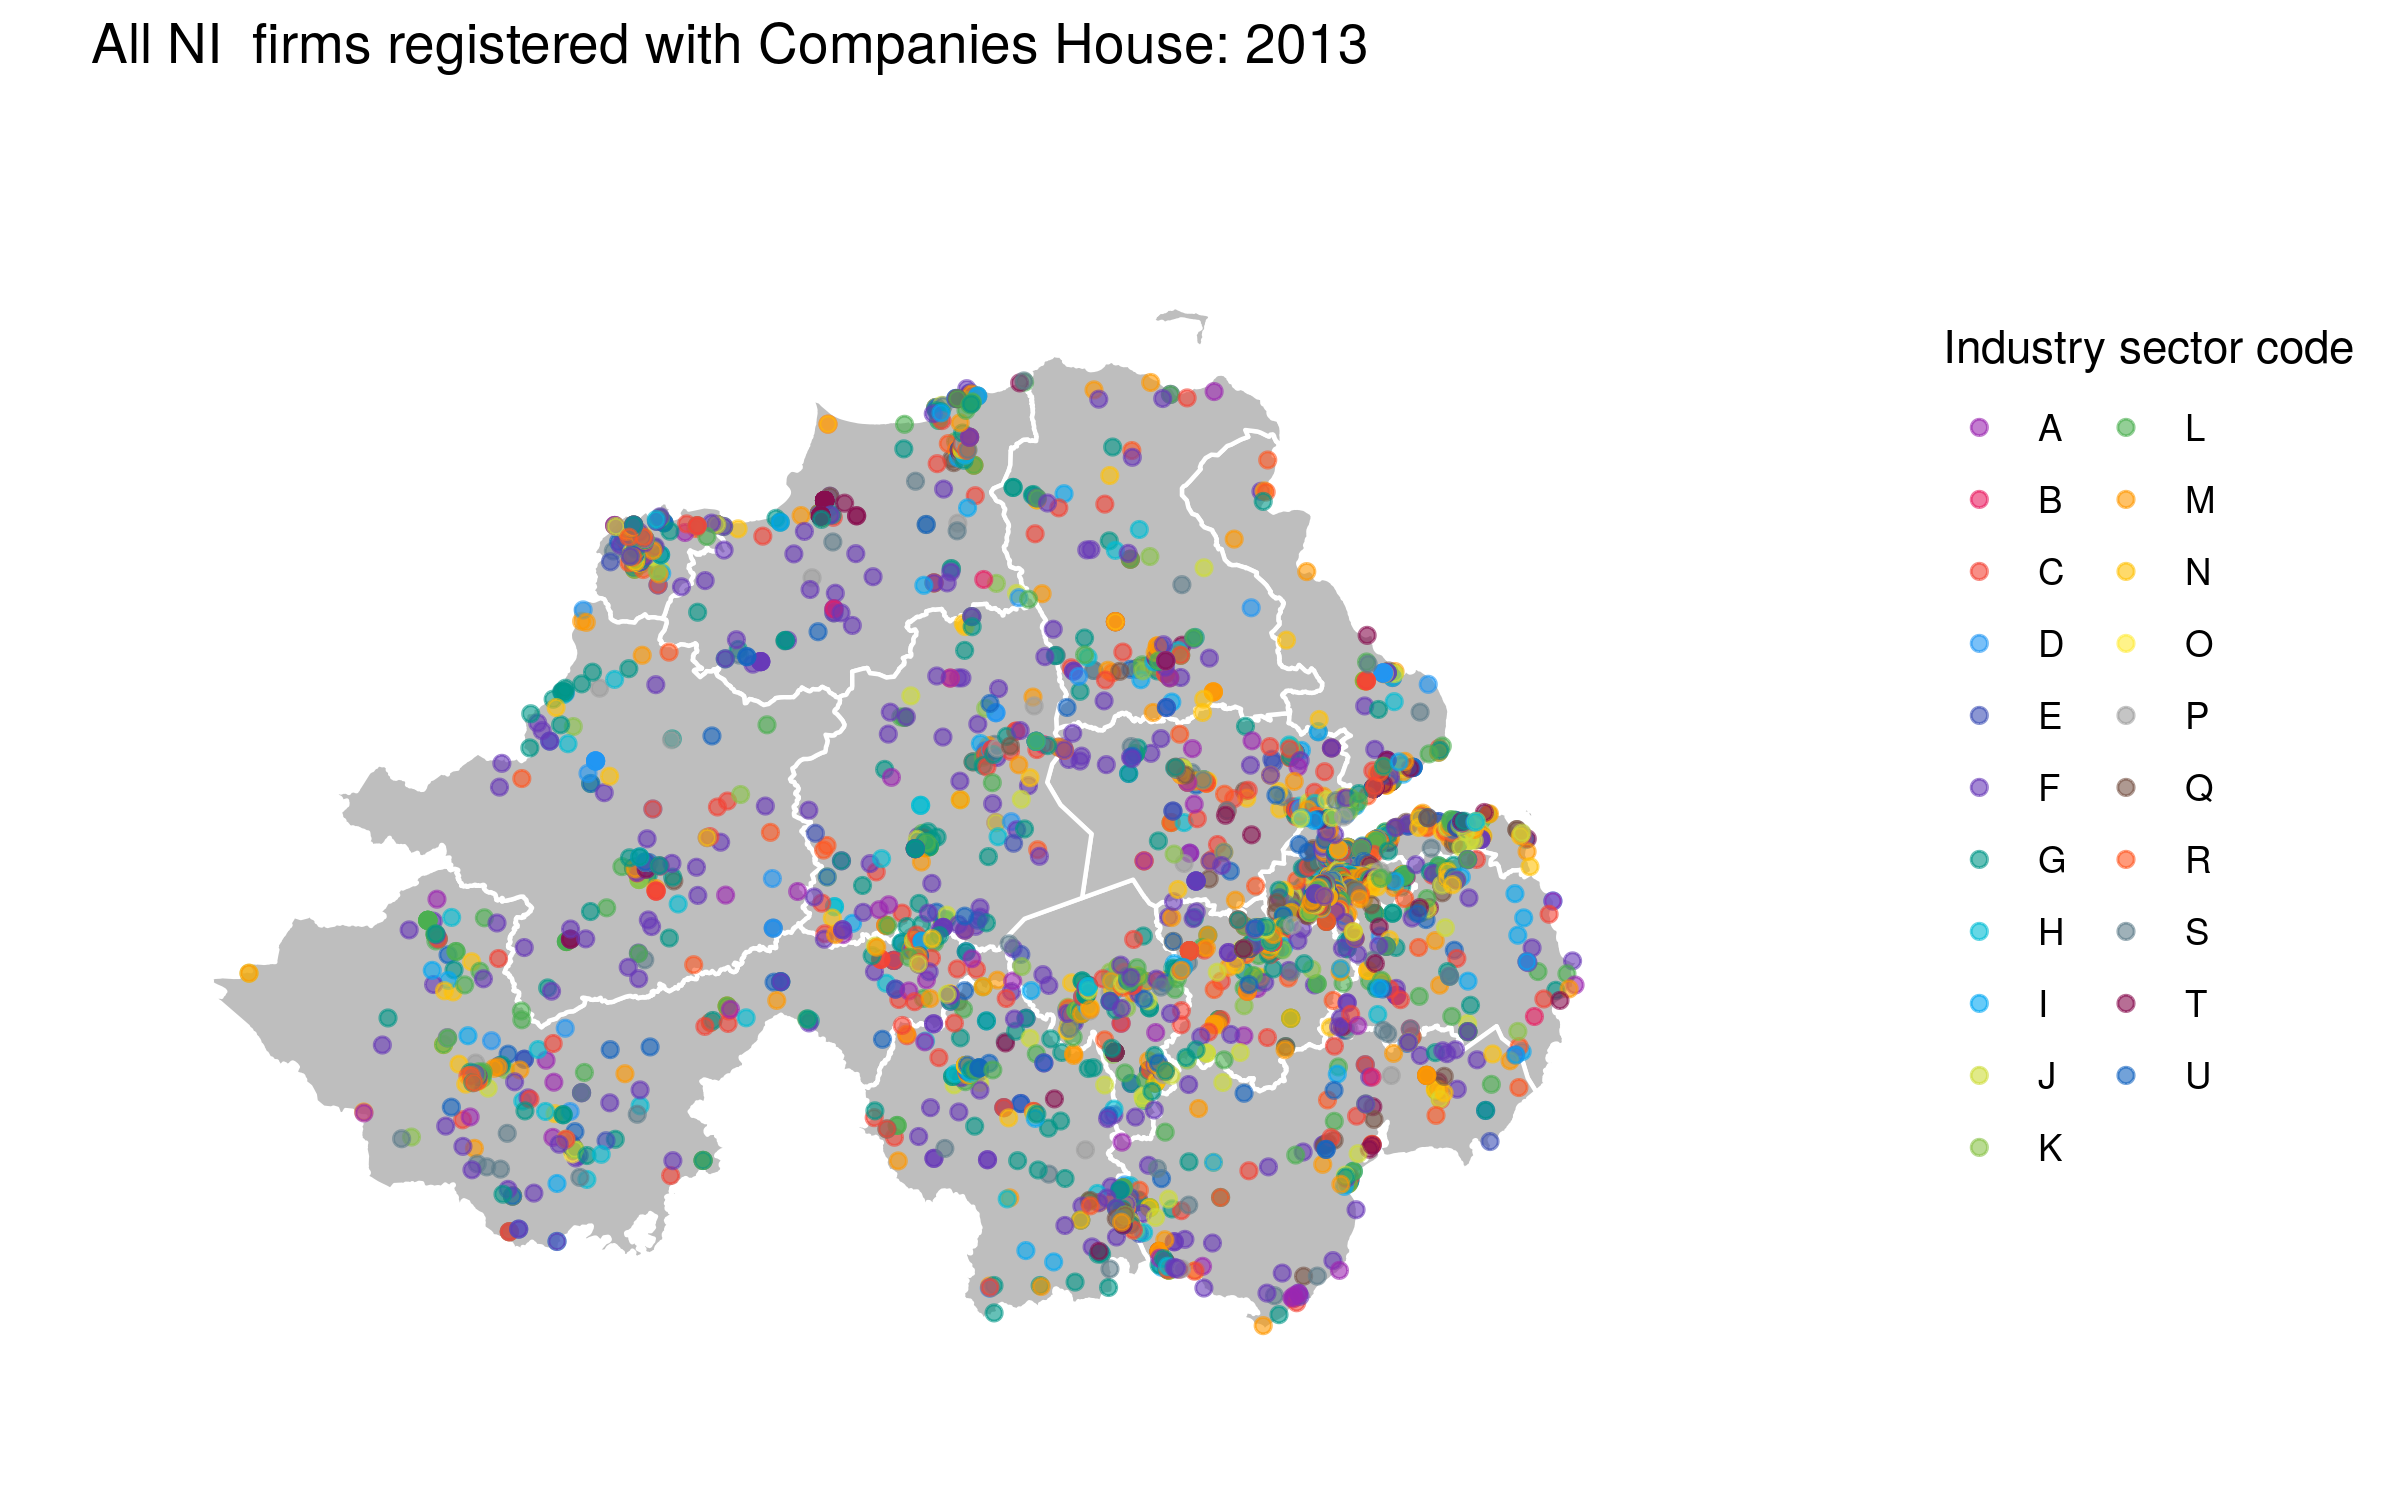 All NI  firms registered with Companies House: 2013
Industry sector code
A L
B M
C N
D O
E P
F Q
G R
H S
I T
J U
K